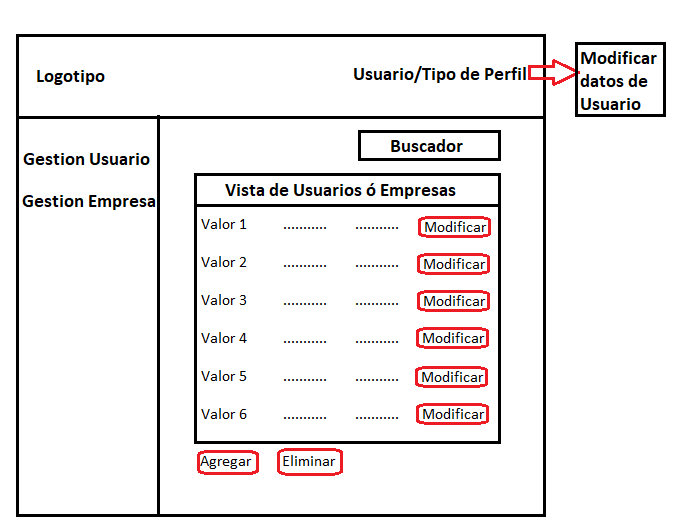 Logotipo
Usuario/Tipo de Perfil
Modificar
datos de
Usuario
Gestion Usuario
Gestion Empresa
Buscador
Vista de Usuarios ó Empresas
Valor 1 ........... ........... Modificar
Valor 2 ........... ........... Modificar
Valor 3 ........... ........... Modificar
Valor 4 ........... ........... Modificar
Valor 5 ........... ........... Modificar
Valor 6 ........... ........... Modificar
Agregar Eliminar